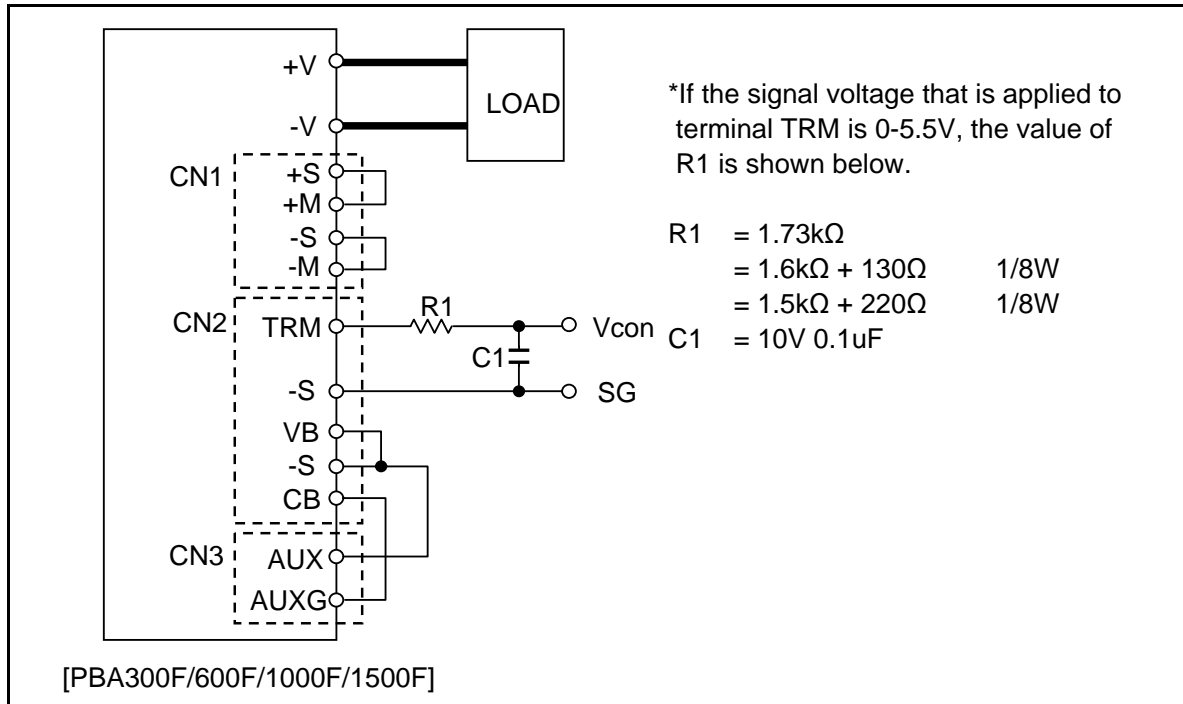 +V
-V
LOAD
CN1
+S
+M
-S
-M
CN2
TRM
R1
C1
Vcon
-S
SG
VB
-S
CB
CN3
AUX
AUXG
[PBA300F/600F/1000F/1500F]
*If the signal voltage that is applied to
terminal TRM is 0-5.5V, the value of
R1 is shown below.
R1 = 1.73kΩ
= 1.6kΩ + 130Ω 1/8W
= 1.5kΩ + 220Ω 1/8W
C1 = 10V 0.1uF